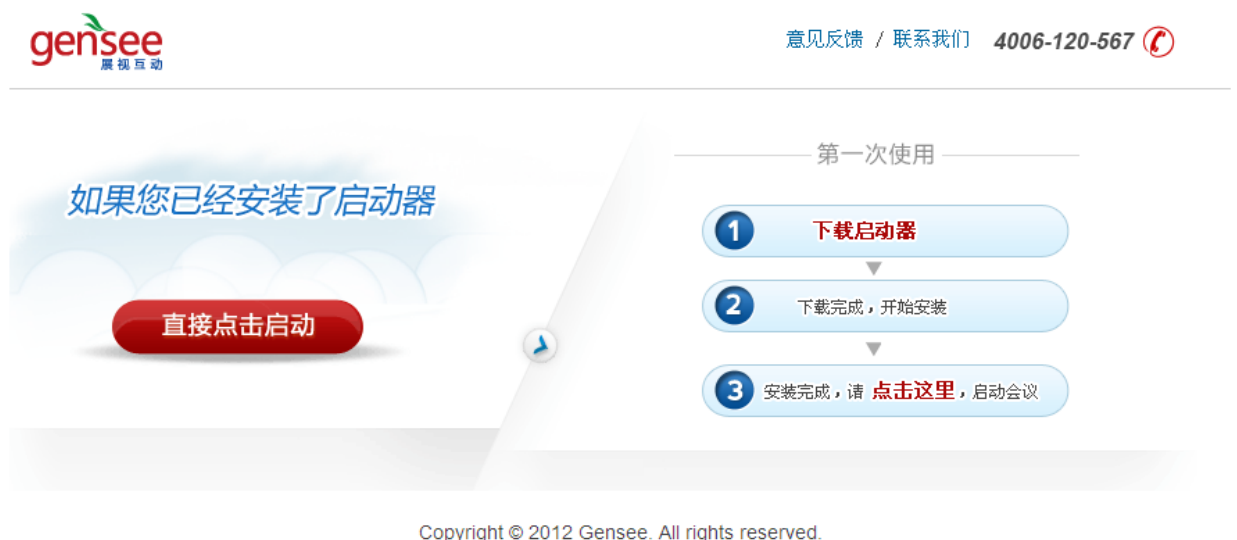 gensee
展视互动
意见反馈 / 联系我们 4006-120-567
如果您已经安装了启动器
直接点击启动
第一次使用
1 下载启动器
2 下载完成，开始安装
3 安装完成，请 点击这里，启动会议
Copyright © 2012 Gensee. All rights reserved.